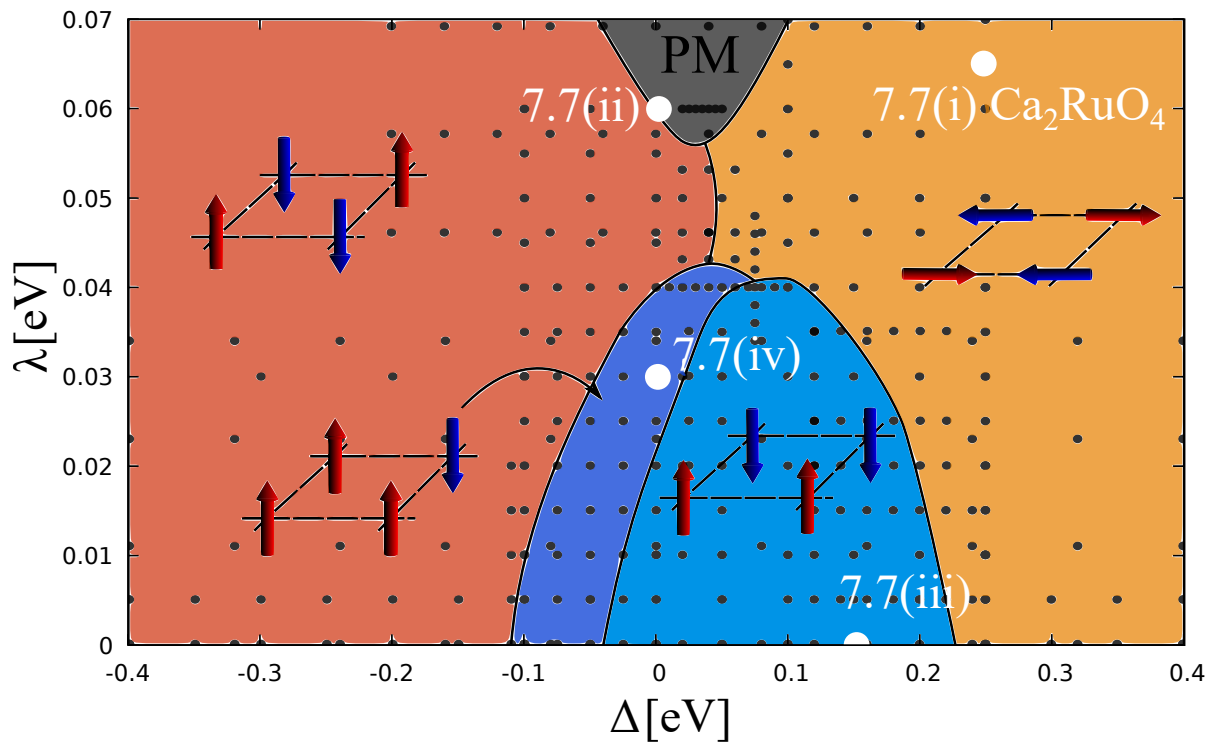 0.07
0.06
0.05
0.04
0.03
0.02
0.01
0
λ[eV]
PM
7.7(ii)
7.7(i) Ca₂RuO₄
7.7(iv)
7.7(iii)
-0.4 -0.3 -0.2 -0.1 0 0.1 0.2 0.3 0.4
Δ[eV]